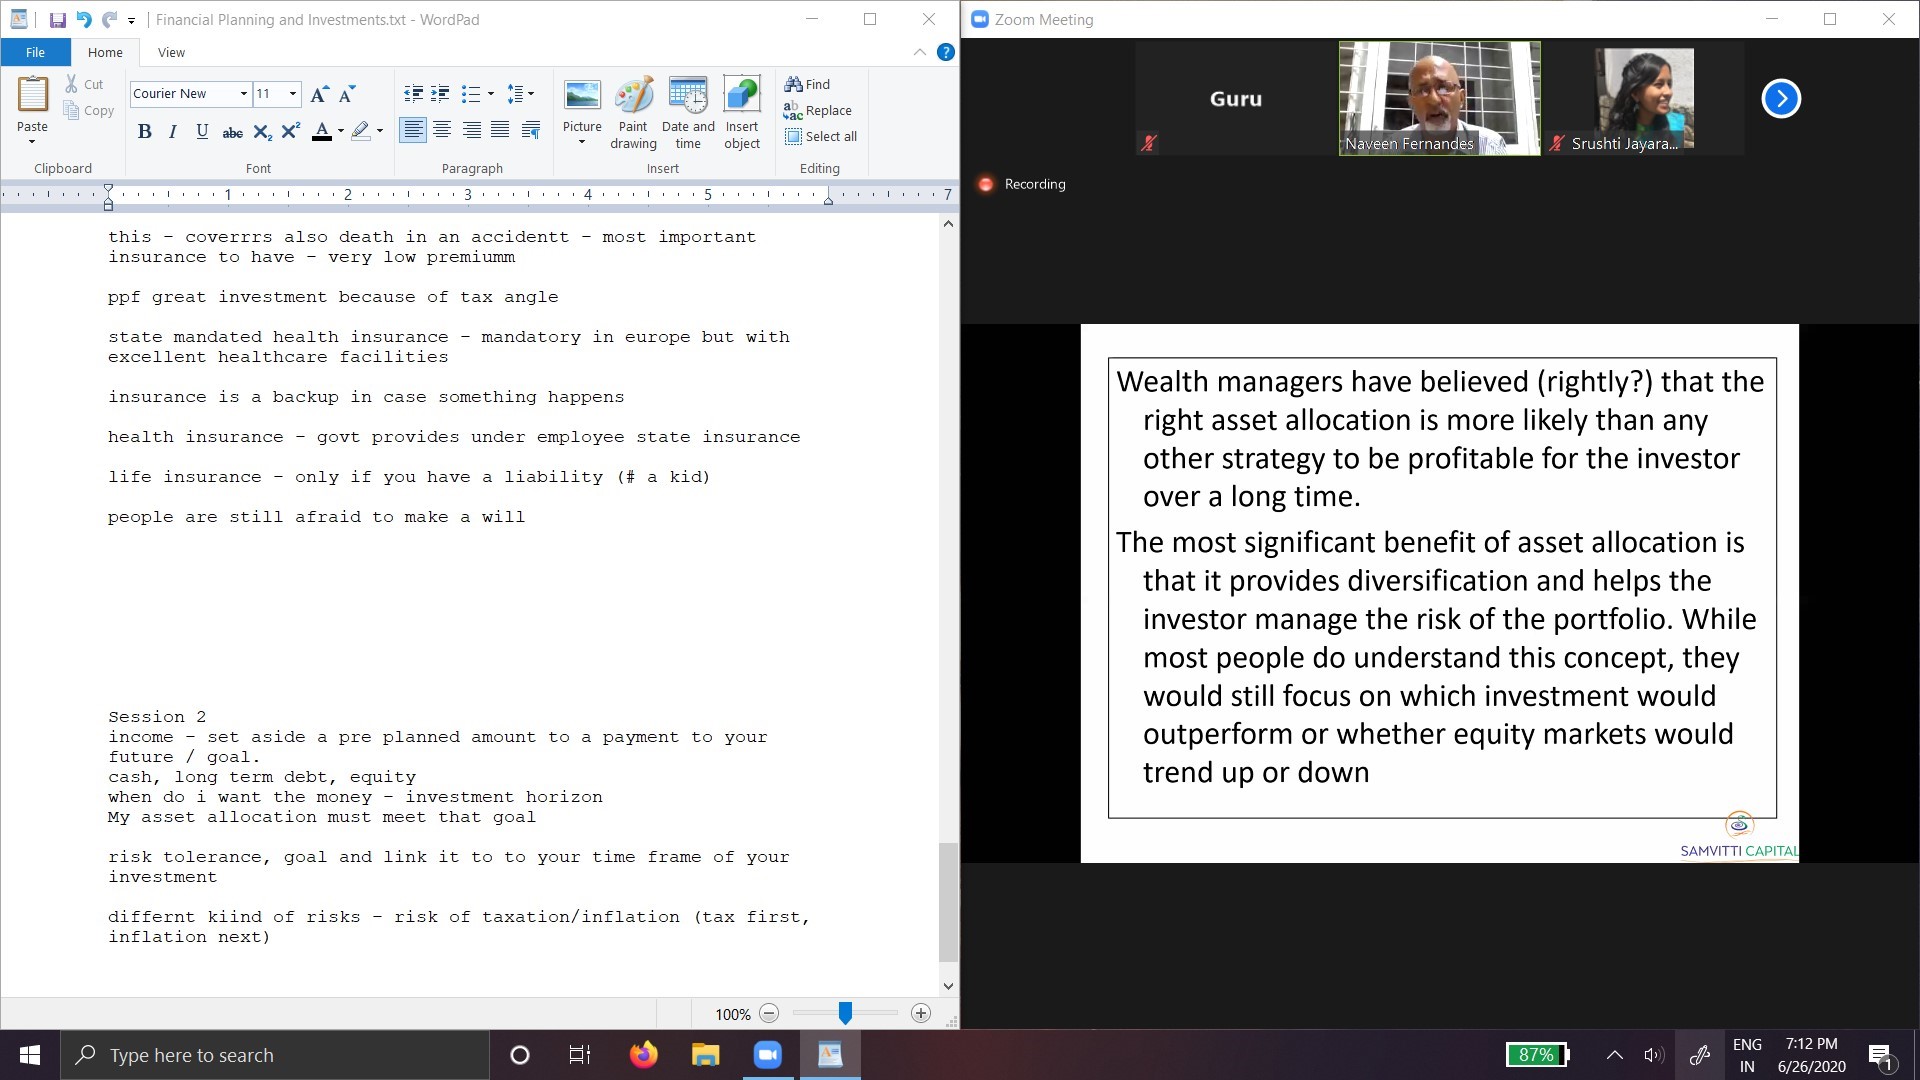 Financial Planning and Investments.txt - WordPad
File
Home
View
Paste
Cut
Copy
Clipboard
Courier New
11
Font
Paragraph
Picture
Paint drawing
Date and time
Insert object
Insert
Find
Replace
Select all
Editing
1 2 3 4 5 7
this - coverrrs also death in an accidentt - most important
insurance to have - very low premiumm
ppf great investment because of tax angle
state mandated health insurance - mandatory in europe but with
excellent healthcare facilities
insurance is a backup in case something happens
health insurance - govt provides under employee state insurance
life insurance - only if you have a liability (# a kid)
people are still afraid to make a will
Session 2
income - set aside a pre planned amount to a payment to your
future / goal.
cash, long term debt, equity
when do i want the money - investment horizon
My asset allocation must meet that goal
risk tolerance, goal and link it to to your time frame of your
investment
differnt kiind of risks - risk of taxation/inflation (tax first,
inflation next)
100%
Zoom Meeting
Guru
Naveen Fernandes
Srushti Jayara...
Recording
Wealth managers have believed (rightly?) that the
right asset allocation is more likely than any
other strategy to be profitable for the investor
over a long time.
The most significant benefit of asset allocation is
that it provides diversification and helps the
investor manage the risk of the portfolio. While
most people do understand this concept, they
would still focus on which investment would
outperform or whether equity markets would
trend up or down
SAMVITTI CAPITAL
Type here to search
87%
ENG
IN
7:12 PM
6/26/2020
1